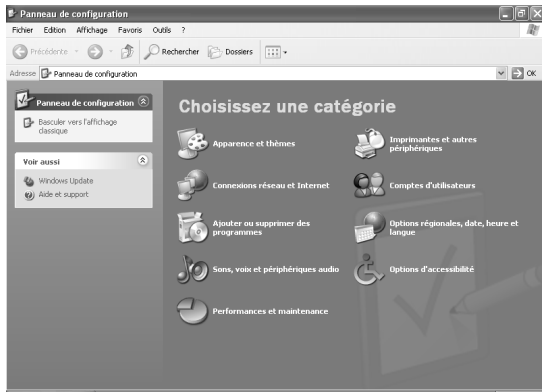 Panneau de configuration
Fichier Edition Affichage Favoris Outils ?
Précédente Rechercher Dossiers
Adresse Panneau de configuration OK
Panneau de configuration
Basculer vers l'affichage
classique
Voir aussi
Windows Update
Aide et support
Choisissez une catégorie
Apparence et thèmes
Imprimantes et autres
périphériques
Connexions réseau et Internet
Comptes d'utilisateurs
Ajouter ou supprimer des
programmes
Options régionales, date, heure et
langue
Sons, voix et périphériques audio
Options d'accessibilité
Performances et maintenance